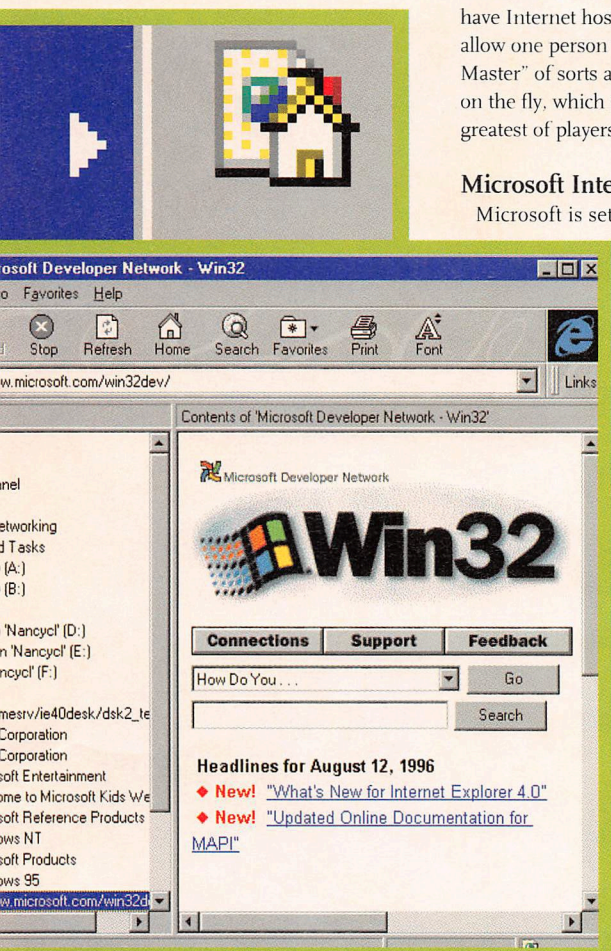 have Internet hos
allow one person
Master" of sorts a
on the fly, which
greatest of players
Microsoft Inte
Microsoft is set
rosoft Developer Network - Win32
o Favorites Help
Stop Refresh Home Search Favorites Print Font
w.microsoft.com/win32dev/
Links
Contents of 'Microsoft Developer Network - Win32'
nel
etworking
d Tasks
(A:)
(B:)
'Nancycl' (D:)
n 'Nancycl' (E:)
ncycl' (F:)
mesrv/ie40desk/dsk2_te
Corporation
Corporation
soft Entertainment
ome to Microsoft Kids We
soft Reference Products
ows NT
soft Products
ows 95
w.microsoft.com/win32d
Microsoft Developer Network
Win32
Connections Support Feedback
How Do You . . . Go
Search
Headlines for August 12, 1996
New! "What's New for Internet Explorer 4.0"
New! "Updated Online Documentation for
MAPI"